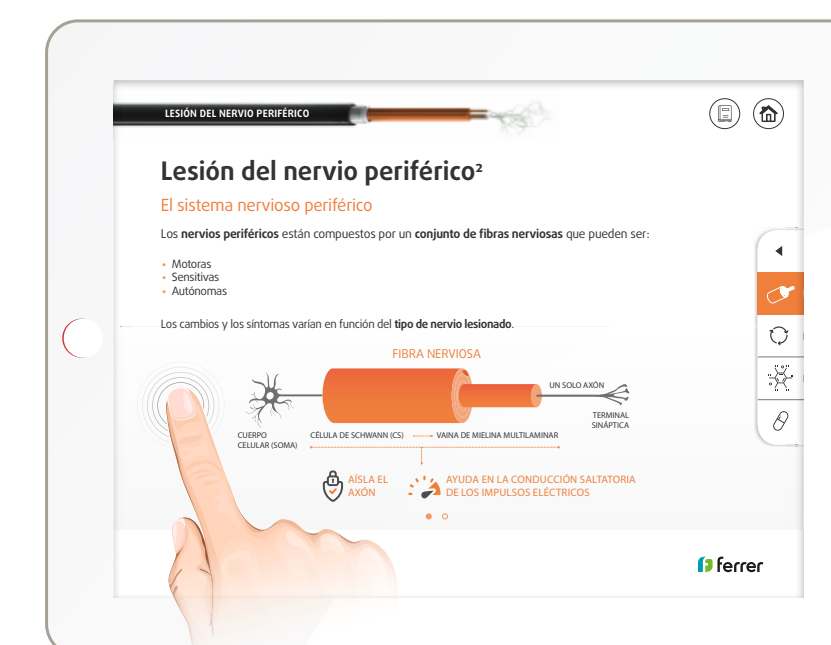 LESIÓN DEL NERVIO PERIFÉRICO
Lesión del nervio periférico²
El sistema nervioso periférico
Los nervios periféricos están compuestos por un conjunto de fibras nerviosas que pueden ser:
• Motoras
• Sensitivas
• Autónomas
Los cambios y los síntomas varían en función del tipo de nervio lesionado.
FIBRA NERVIOSA
UN SOLO AXÓN
TERMINAL
SINÁPTICA
CUERPO
CELULAR (SOMA)
CÉLULA DE SCHWANN (CS)
VAINA DE MIELINA MULTILAMINAR
AÍSLA EL
AXÓN
AYUDA EN LA CONDUCCIÓN SALTATORIA
DE LOS IMPULSOS ELÉCTRICOS
ferrer